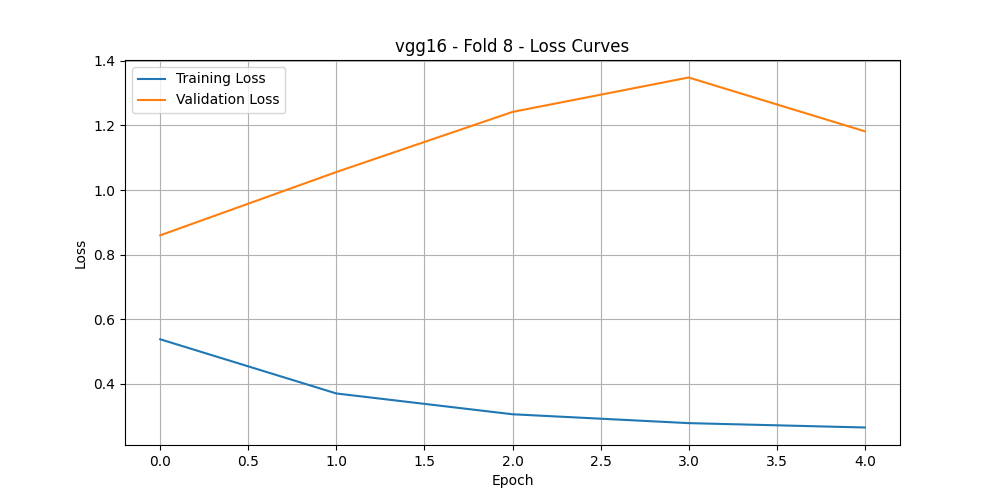 vgg16 - Fold 8 - Loss Curves
Training Loss
Validation Loss
1.4
1.2
1.0
0.8
0.6
0.4
Loss
0.0 0.5 1.0 1.5 2.0 2.5 3.0 3.5 4.0
Epoch